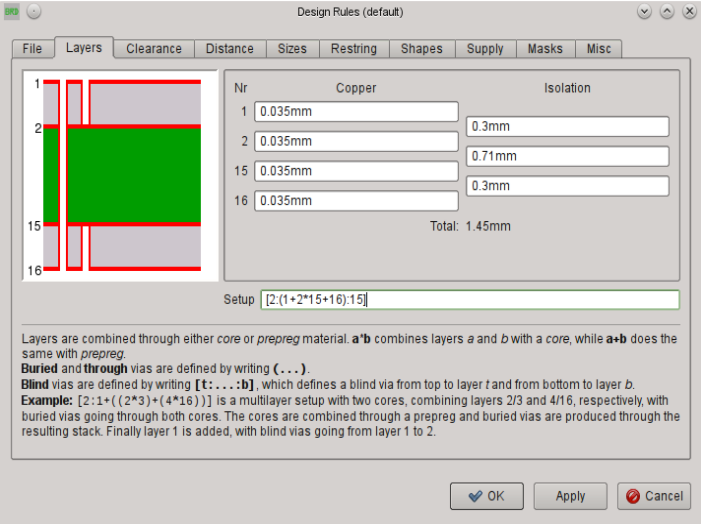 BRD
Design Rules (default)
File Layers Clearance Distance Sizes Restring Shapes Supply Masks Misc
1
2
15
16
Nr Copper Isolation
1 0.035mm
0.3mm
2 0.035mm
0.71mm
15 0.035mm
0.3mm
16 0.035mm
Total: 1.45mm
Setup [2:(1+2*15+16):15]
Layers are combined through either core or prepreg material. a*b combines layers a and b with a core, while a+b does the
same with prepreg.
Buried and through vias are defined by writing (...).
Blind vias are defined by writing [t:...:b], which defines a blind via from top to layer t and from bottom to layer b.
Example: [2:1+((2*3)+(4*16))] is a multilayer setup with two cores, combining layers 2/3 and 4/16, respectively, with
buried vias going through both cores. The cores are combined through a prepreg and buried vias are produced through the
resulting stack. Finally layer 1 is added, with blind vias going from layer 1 to 2.
OK Apply Cancel